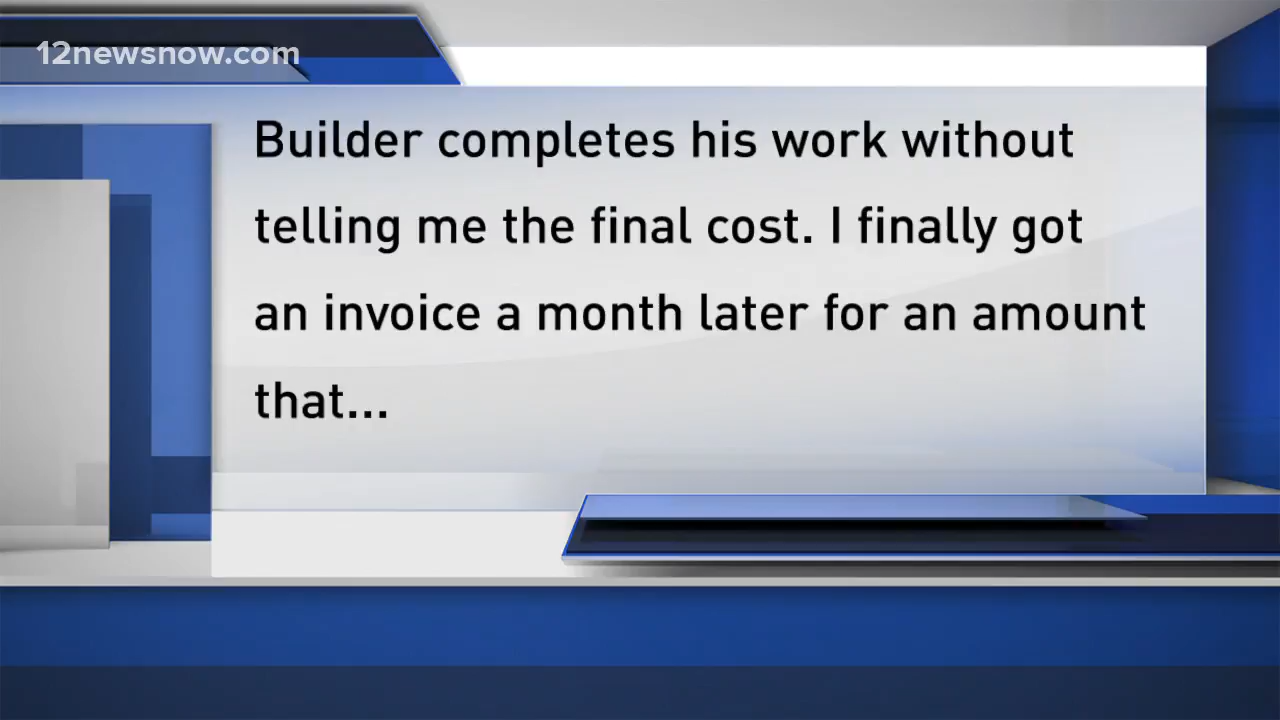 12newsnow.com
Builder completes his work without
telling me the final cost. I finally got
an invoice a month later for an amount
that...